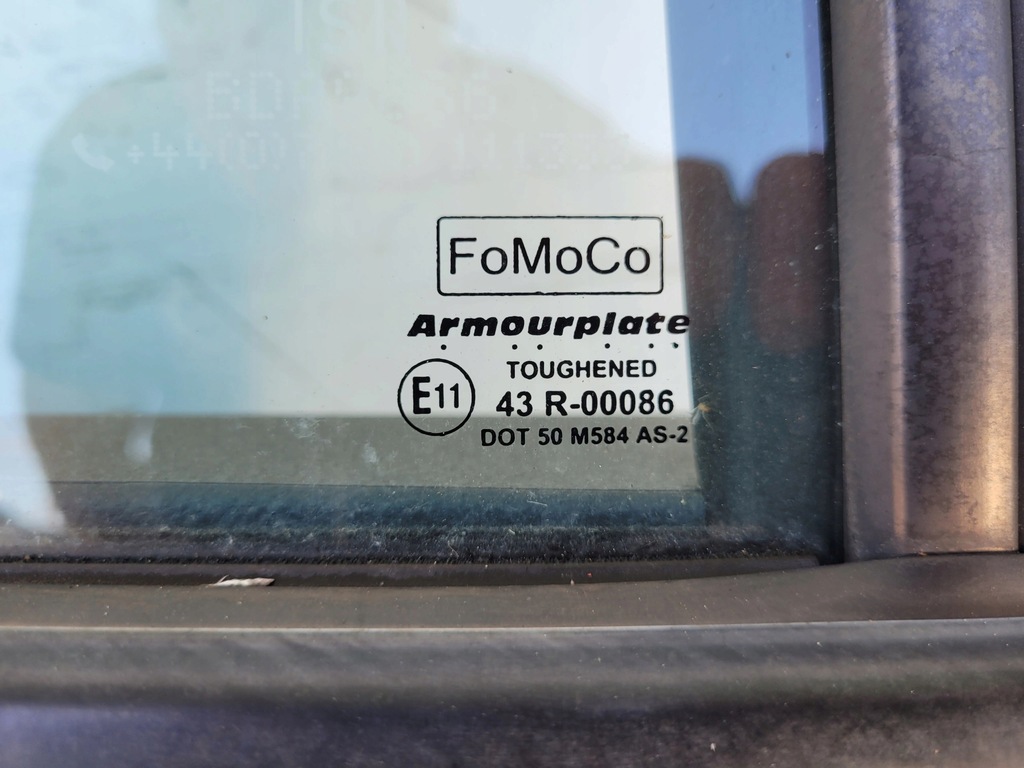 FoMoCo
Armourplate
TOUGHENED
E11 43 R-00086
DOT 50 M584 AS-2